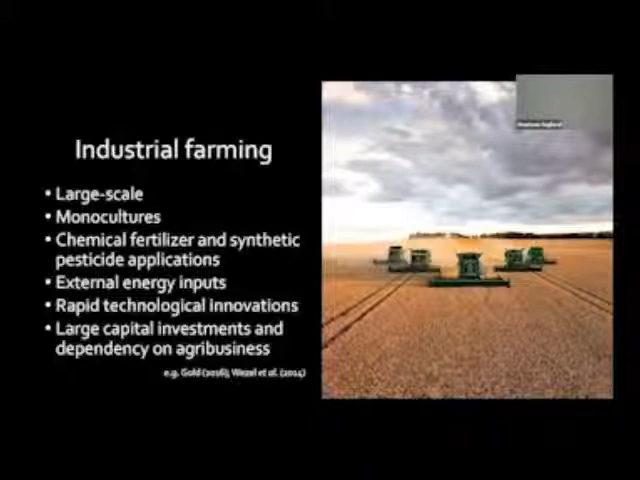 Industrial farming
• Large-scale
• Monocultures
• Chemical fertilizer and synthetic
pesticide applications
• External energy inputs
• Rapid technological innovations
• Large capital investments and
dependency on agribusiness
e.g. Gold (2016); Wezel et al. (2014)